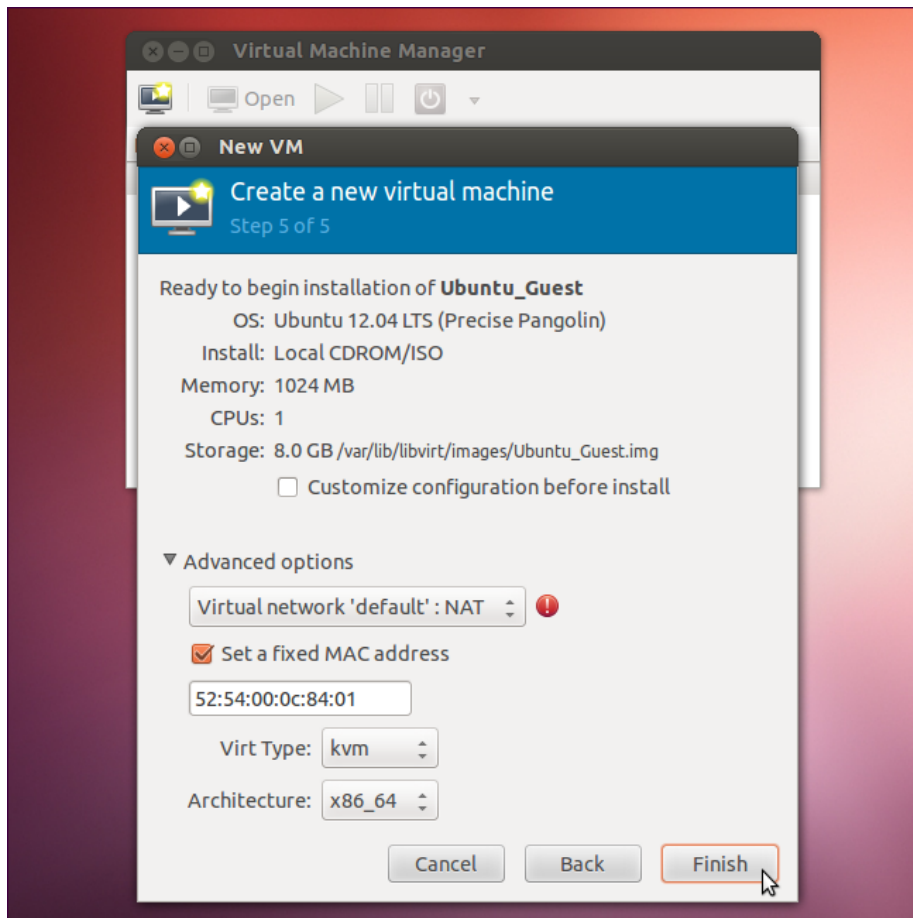 Virtual Machine Manager
Open
New VM
Create a new virtual machine
Step 5 of 5
Ready to begin installation of Ubuntu_Guest
OS: Ubuntu 12.04 LTS (Precise Pangolin)
Install: Local CDROM/ISO
Memory: 1024 MB
CPUs: 1
Storage: 8.0 GB /var/lib/libvirt/images/Ubuntu_Guest.img
Customize configuration before install
Advanced options
Virtual network 'default' : NAT
Set a fixed MAC address
52:54:00:0c:84:01
Virt Type: kvm
Architecture: x86_64
Cancel Back Finish